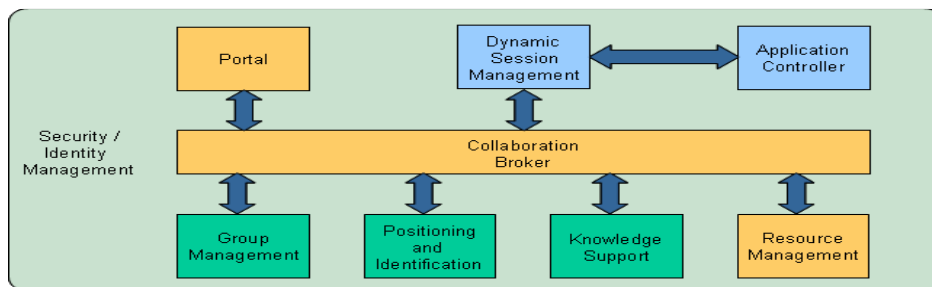 Portal
Dynamic
Session
Management
Application
Controller
Security /
Identity
Management
Collaboration
Broker
Group
Management
Positioning
and
Identification
Knowledge
Support
Resource
Management